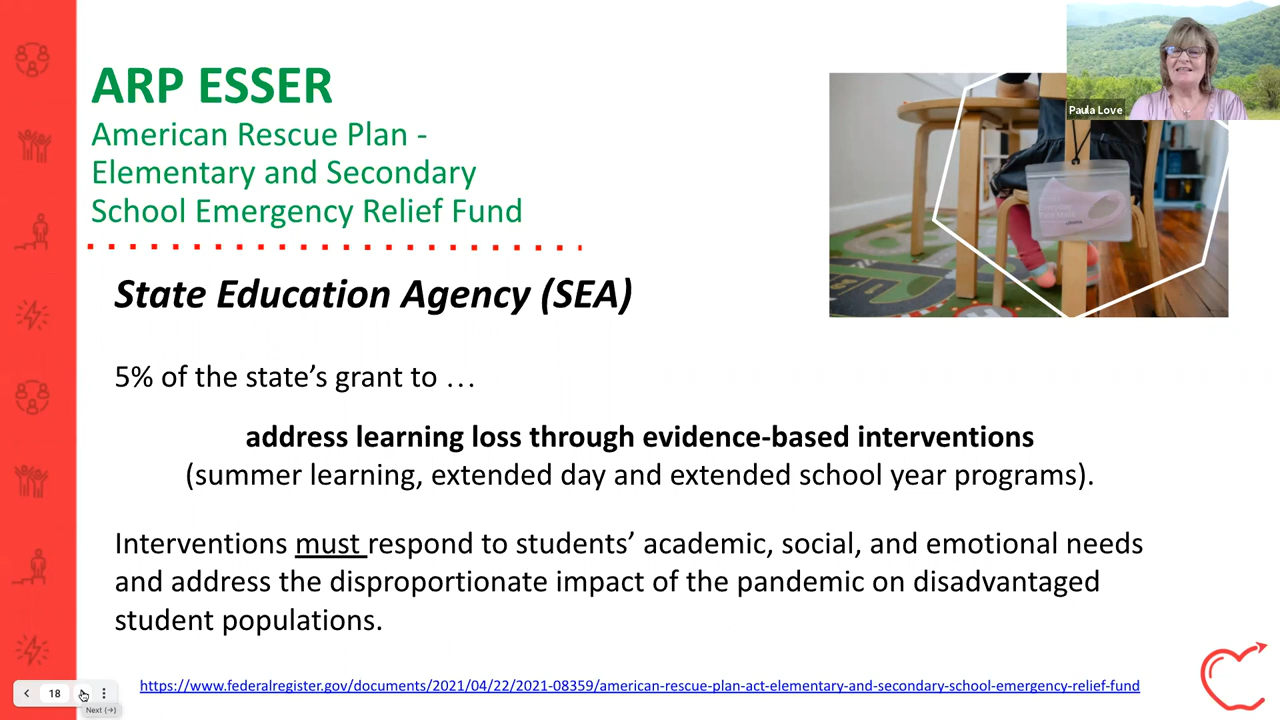 ARP ESSER
American Rescue Plan -
Elementary and Secondary
School Emergency Relief Fund
Paula Love
State Education Agency (SEA)
5% of the state’s grant to …
address learning loss through evidence-based interventions
(summer learning, extended day and extended school year programs).
Interventions must respond to students’ academic, social, and emotional needs
and address the disproportionate impact of the pandemic on disadvantaged
student populations.
https://www.federalregister.gov/documents/2021/04/22/2021-08359/american-rescue-plan-act-elementary-and-secondary-school-emergency-relief-fund
18
Next (→)